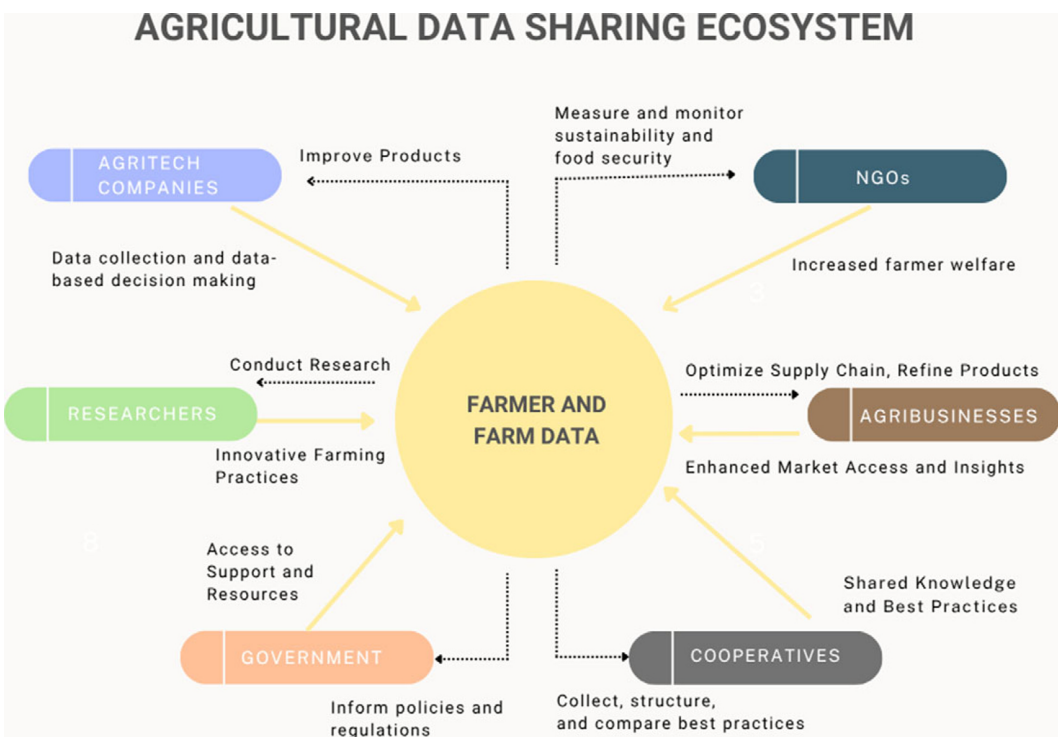 AGRICULTURAL DATA SHARING ECOSYSTEM
Measure and monitor
sustainability and
food security
AGRITECH
COMPANIES
Improve Products
NGOs
Data collection and data-
based decision making
Increased farmer welfare
3
Conduct Research
Optimize Supply Chain, Refine Products
RESEARCHERS
FARMER AND
FARM DATA
AGRIBUSINESSES
Innovative Farming
Practices
Enhanced Market Access and Insights
8
5
Access to
Support and
Resources
Shared Knowledge
and Best Practices
GOVERNMENT
COOPERATIVES
Inform policies and
regulations
Collect, structure,
and compare best practices